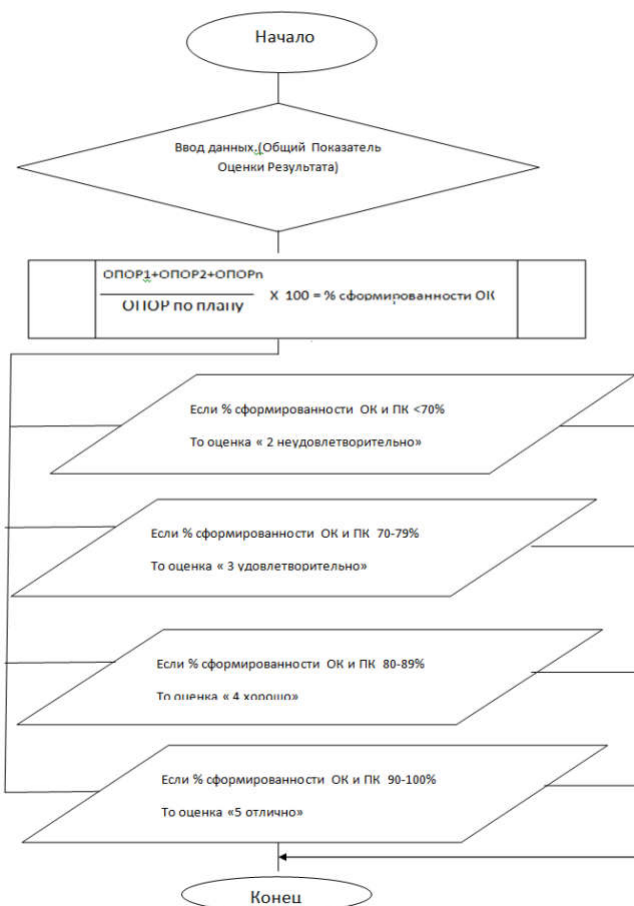 Начало
Ввод данных.(Общий Показатель
Оценки Результата)
ОПОР1+ОПОР2+ОПОРn
ОПОР по плану
Х 100 = % сформированности ОК
Если % сформированности ОК и ПК <70%
То оценка « 2 неудовлетворительно»
Если % сформированности ОК и ПК 70-79%
То оценка « 3 удовлетворительно»
Если % сформированности ОК и ПК 80-89%
То оценка « 4 хорошо»
Если % сформированности ОК и ПК 90-100%
То оценка «5 отлично»
Конец